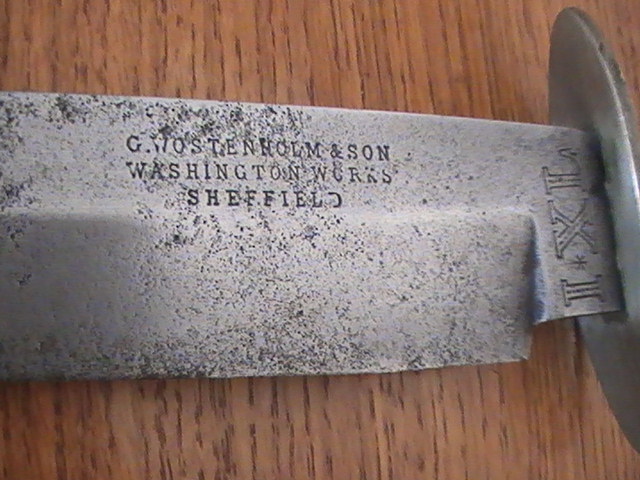 G. WOSTENHOLM & SON
WASHINGTON WORKS
SHEFFIELD
I*XL